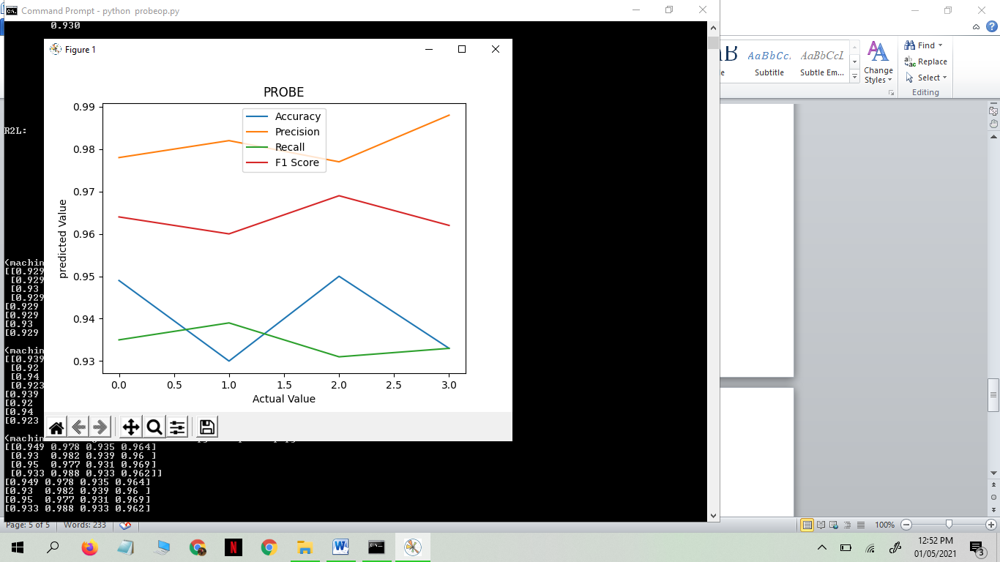 Command Prompt - python  probeop.py
0.930
Figure 1
PROBE
Accuracy
Precision
Recall
F1 Score
0.99
0.98
0.97
0.96
0.95
0.94
0.93
predicted Value
0.0 0.5 1.0 1.5 2.0 2.5 3.0
Actual Value
R2L:
<machin
[[0.929
[0.929
[0.93
[0.929
[0.929
[0.929
[0.93
[0.929
<machin
[[0.939
[0.92
[0.94
[0.923
[0.939
[0.92
[0.94
[0.923
<machin
[[0.949 0.978 0.935 0.964]
[0.93  0.982 0.939 0.96 ]
[0.95  0.977 0.931 0.969]
[0.933 0.988 0.933 0.962]]
[0.949 0.978 0.935 0.964]
[0.93  0.982 0.939 0.96 ]
[0.95  0.977 0.931 0.969]
[0.933 0.988 0.933 0.962]
AaBbCc. AaBbCcL
Subtitle Subtle Em...
Change
Styles
Find
Replace
Select
Editing
Page: 5 of 5 Words: 233
100%
12:52 PM
01/05/2021
3